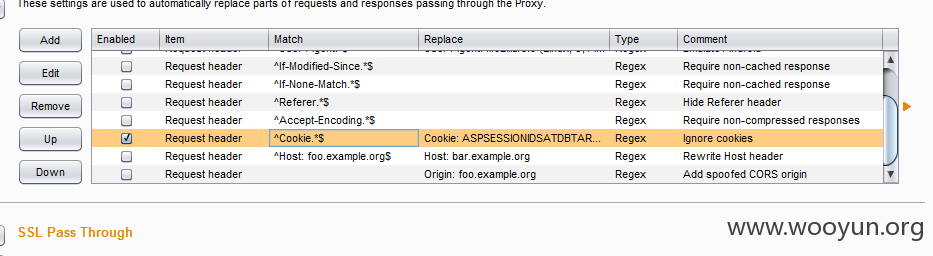 These settings are used to automatically replace parts of requests and responses passing through the Proxy.
Add
Edit
Remove
Up
Down
Enabled Item Match Replace Type Comment
Request header ^If-Modified-Since.*$ Regex Require non-cached response
Request header ^If-None-Match.*$ Regex Require non-cached response
Request header ^Referer.*$ Regex Hide Referer header
Request header ^Accept-Encoding.*$ Regex Require non-compressed responses
Request header ^Cookie.*$ Cookie: ASPSESSIONIDSATDBTAR... Regex Ignore cookies
Request header ^Host: foo.example.org$ Host: bar.example.org Regex Rewrite Host header
Request header Origin: foo.example.org Regex Add spoofed CORS origin
SSL Pass Through
www.wooyun.org